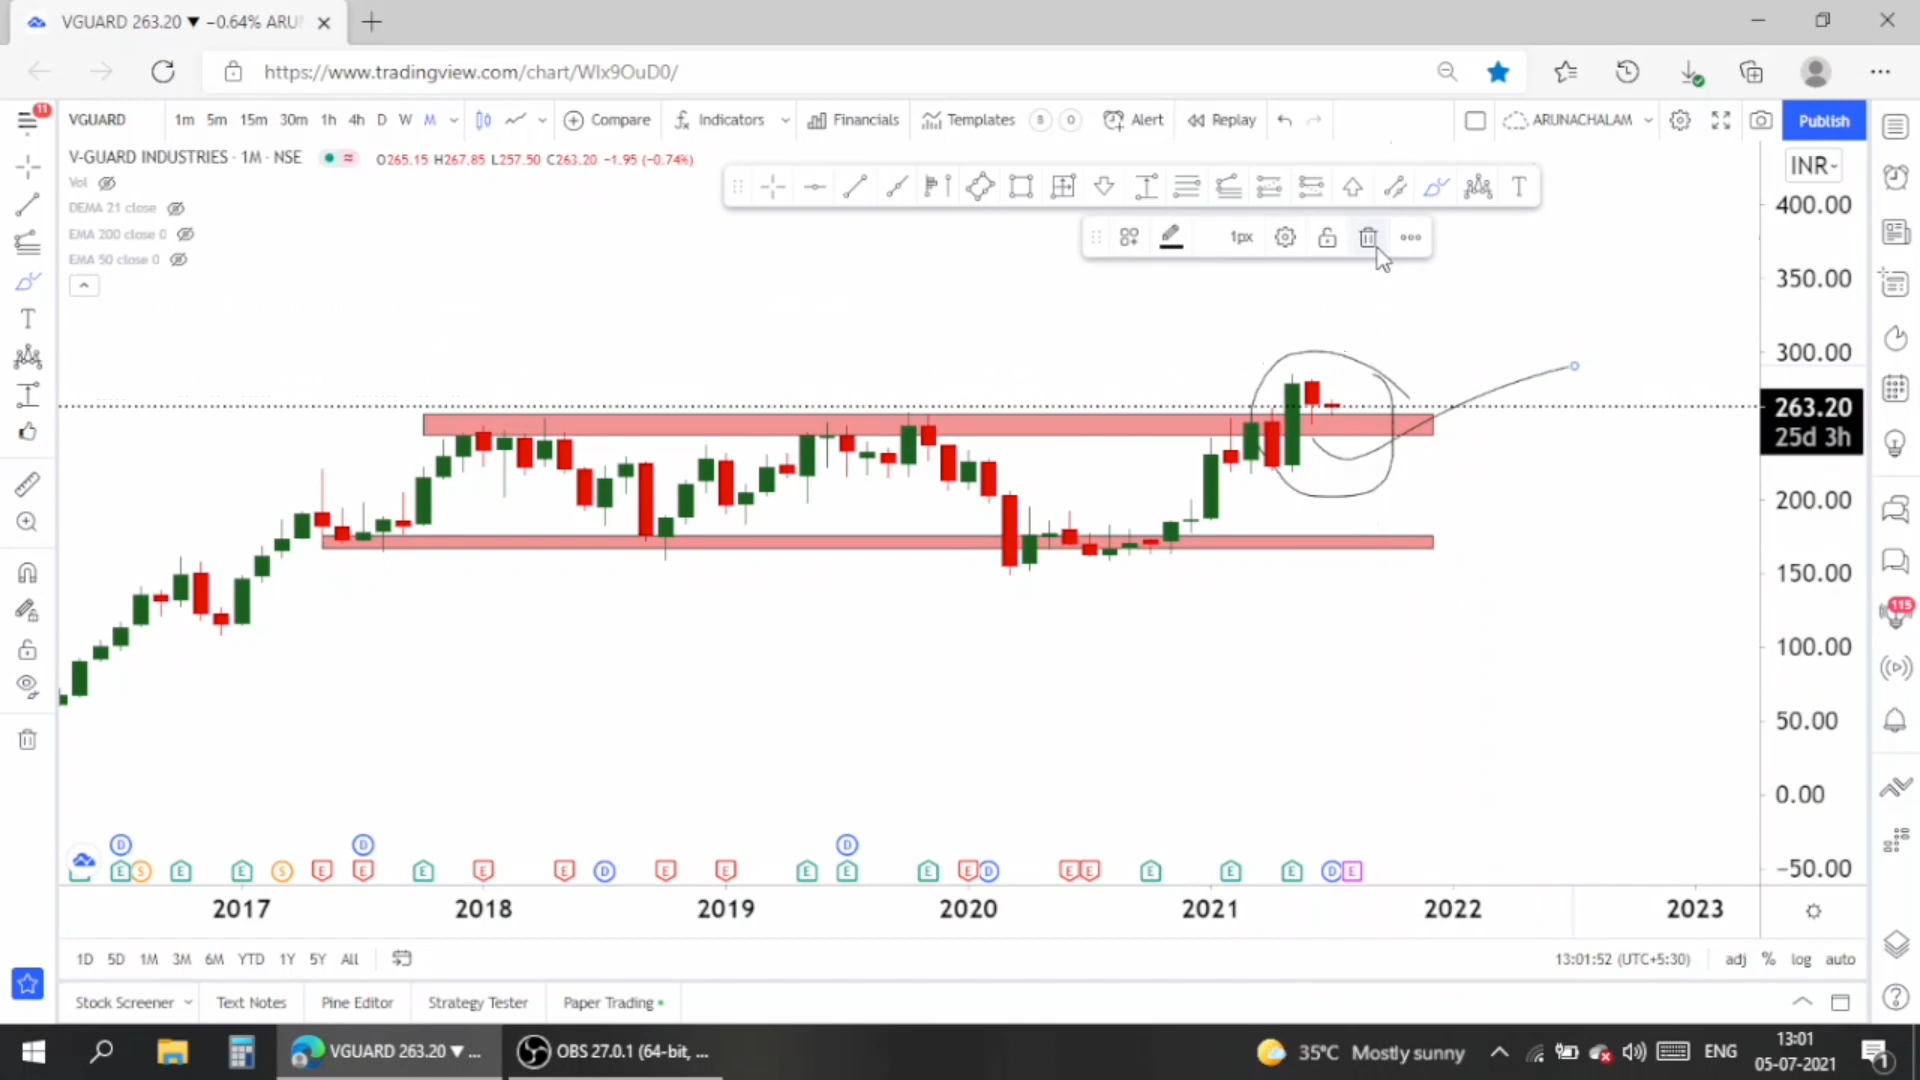 VGUARD 263.20 ▼ −0.64% ARU
https://www.tradingview.com/chart/WIx9OuD0/
11
VGUARD 1m 5m 15m 30m 1h 4h D W M Compare Indicators Financials Templates 8 0 Alert Replay ARUNACHALAM Publish
V-GUARD INDUSTRIES · 1M · NSE O265.15 H267.85 L257.50 C263.20 −1.95 (−0.74%)
INR
Vol
DEMA 21 close
EMA 200 close 0
EMA 50 close 0
1px
400.00
350.00
300.00
263.20
25d 3h
200.00
150.00
100.00
50.00
0.00
−50.00
115
D D D
E S E E S E E E E E D E E E E E E D E E E E E D E
2017 2018 2019 2020 2021 2022 2023
1D 5D 1M 3M 6M YTD 1Y 5Y All 13:01:52 (UTC+5:30) adj % log auto
Stock Screener Text Notes Pine Editor Strategy Tester Paper Trading
VGUARD 263.20 ▼ ... OBS 27.0.1 (64-bit, ... 35°C Mostly sunny ENG 13:01
05-07-2021
1